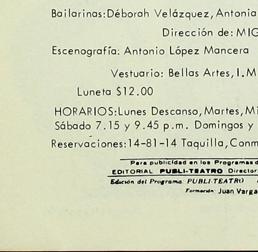 Bailarinas: Déborah Velázquez, Antonia
Dirección de: MIG
Escenografía: Antonio López Mancera
Vestuario: Bellas Artes, I.M
Luneta $12.00
HORARIOS: Lunes Descanso, Martes, Mi
Sábado 7.15 y 9.45 p.m. Domingos y
Reservaciones: 14-81-14 Taquilla, Conm
Para publicidad en los Programas d
EDITORIAL PUBLI-TEATRO Director
Edición del Programa PUBLI-TEATRO
Formación Juan Varga